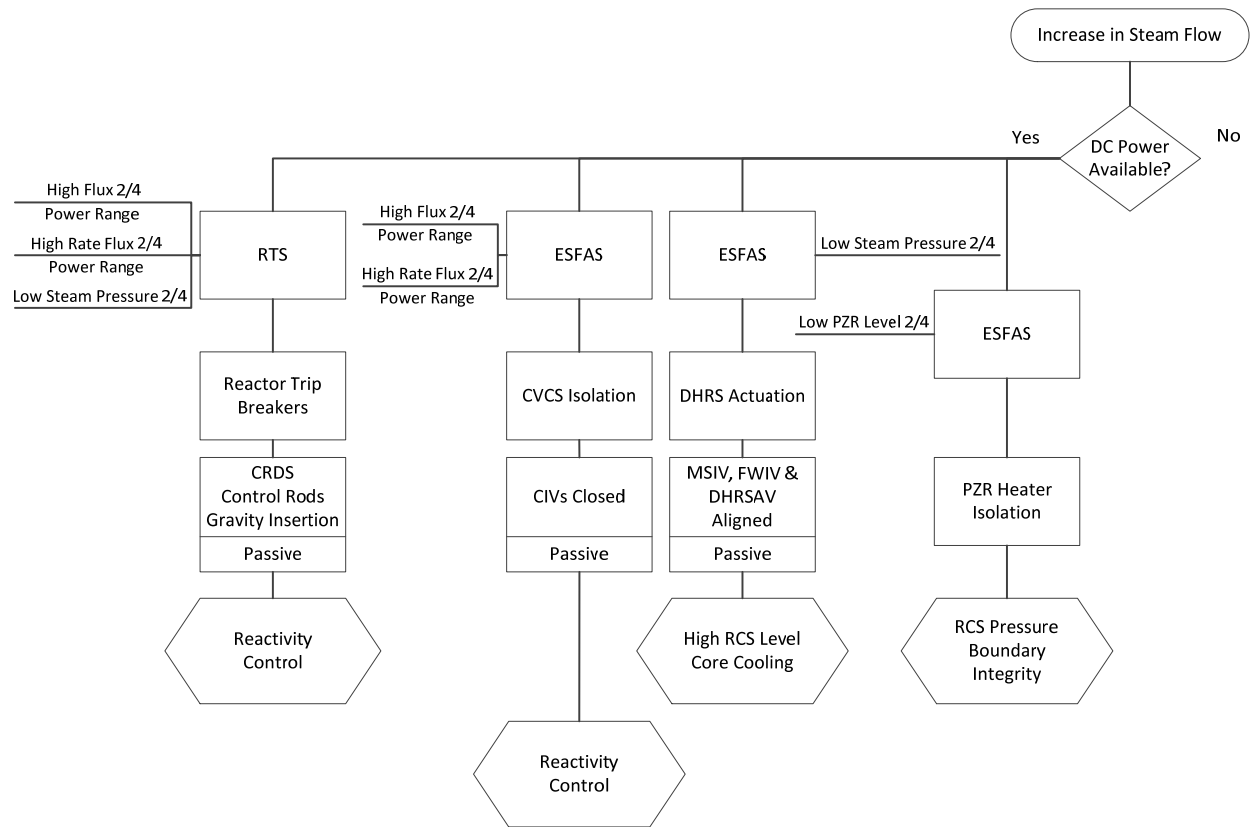 Increase in Steam Flow
DC Power
Available?
Yes
No
High Flux 2/4
Power Range
High Rate Flux 2/4
Power Range
Low Steam Pressure 2/4
RTS
Reactor Trip
Breakers
CRDS
Control Rods
Gravity Insertion
Passive
Reactivity
Control
High Flux 2/4
Power Range
High Rate Flux 2/4
Power Range
ESFAS
CVCS Isolation
CIVs Closed
Passive
Reactivity
Control
ESFAS
Low Steam Pressure 2/4
DHRS Actuation
MSIV, FWIV &
DHRSAV
Aligned
Passive
High RCS Level
Core Cooling
Low PZR Level 2/4
ESFAS
PZR Heater
Isolation
RCS Pressure
Boundary
Integrity